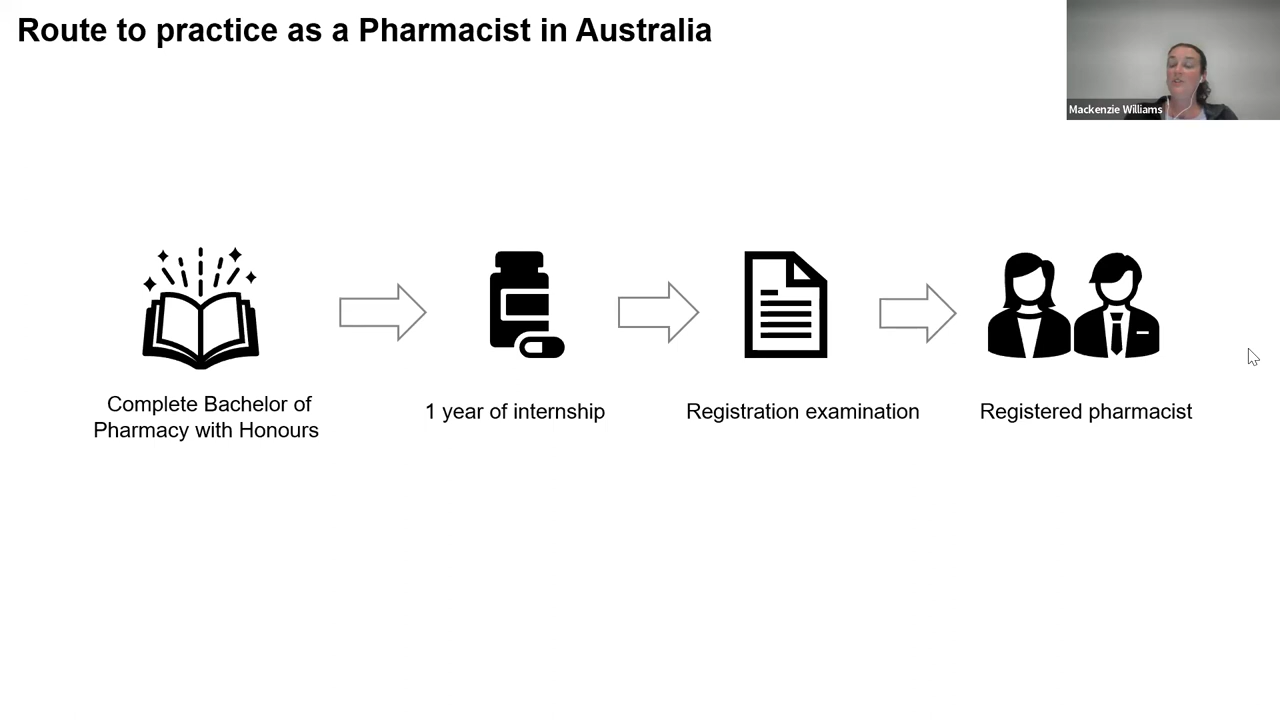 Route to practice as a Pharmacist in Australia
Mackenzie Williams
Complete Bachelor of
Pharmacy with Honours
1 year of internship
Registration examination
Registered pharmacist